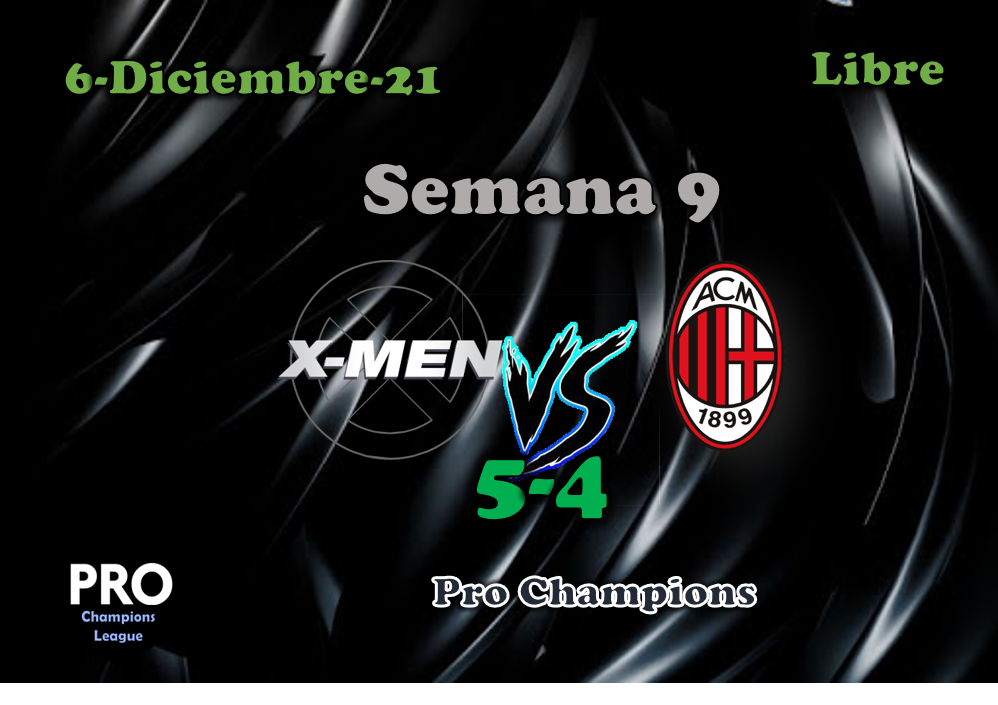 6-Diciembre-21
Libre
Semana 9
ACM
X-MEN
VS
1899
5-4
PRO
Champions
League
Pro Champions